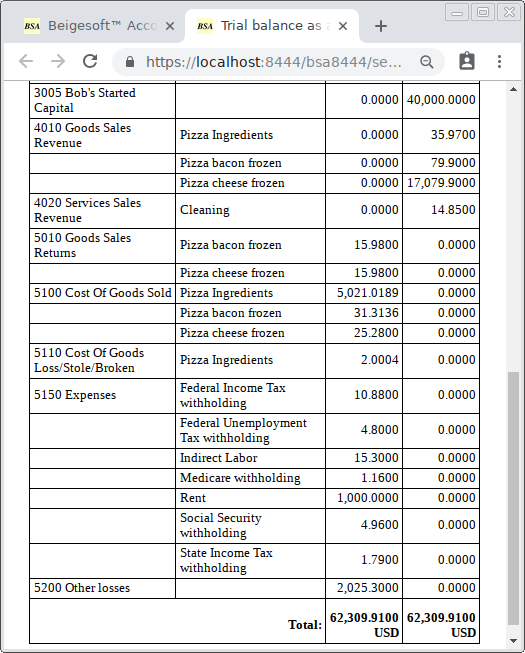 BSA Beigesoft™ Acco
BSA Trial balance as a
https://localhost:8444/bsa8444/se...
3005 Bob's Started Capital 0.0000 40,000.0000
4010 Goods Sales Revenue Pizza Ingredients 0.0000 35.9700
Pizza bacon frozen 0.0000 79.9000
Pizza cheese frozen 0.0000 17,079.9000
4020 Services Sales Revenue Cleaning 0.0000 14.8500
5010 Goods Sales Returns Pizza bacon frozen 15.9800 0.0000
Pizza cheese frozen 15.9800 0.0000
5100 Cost Of Goods Sold Pizza Ingredients 5,021.0189 0.0000
Pizza bacon frozen 31.3136 0.0000
Pizza cheese frozen 25.2800 0.0000
5110 Cost Of Goods Loss/Stole/Broken Pizza Ingredients 2.0004 0.0000
5150 Expenses Federal Income Tax withholding 10.8800 0.0000
Federal Unemployment Tax withholding 4.8000 0.0000
Indirect Labor 15.3000 0.0000
Medicare withholding 1.1600 0.0000
Rent 1,000.0000 0.0000
Social Security withholding 4.9600 0.0000
State Income Tax withholding 1.7900 0.0000
5200 Other losses 2,025.3000 0.0000
Total: 62,309.9100 USD 62,309.9100 USD